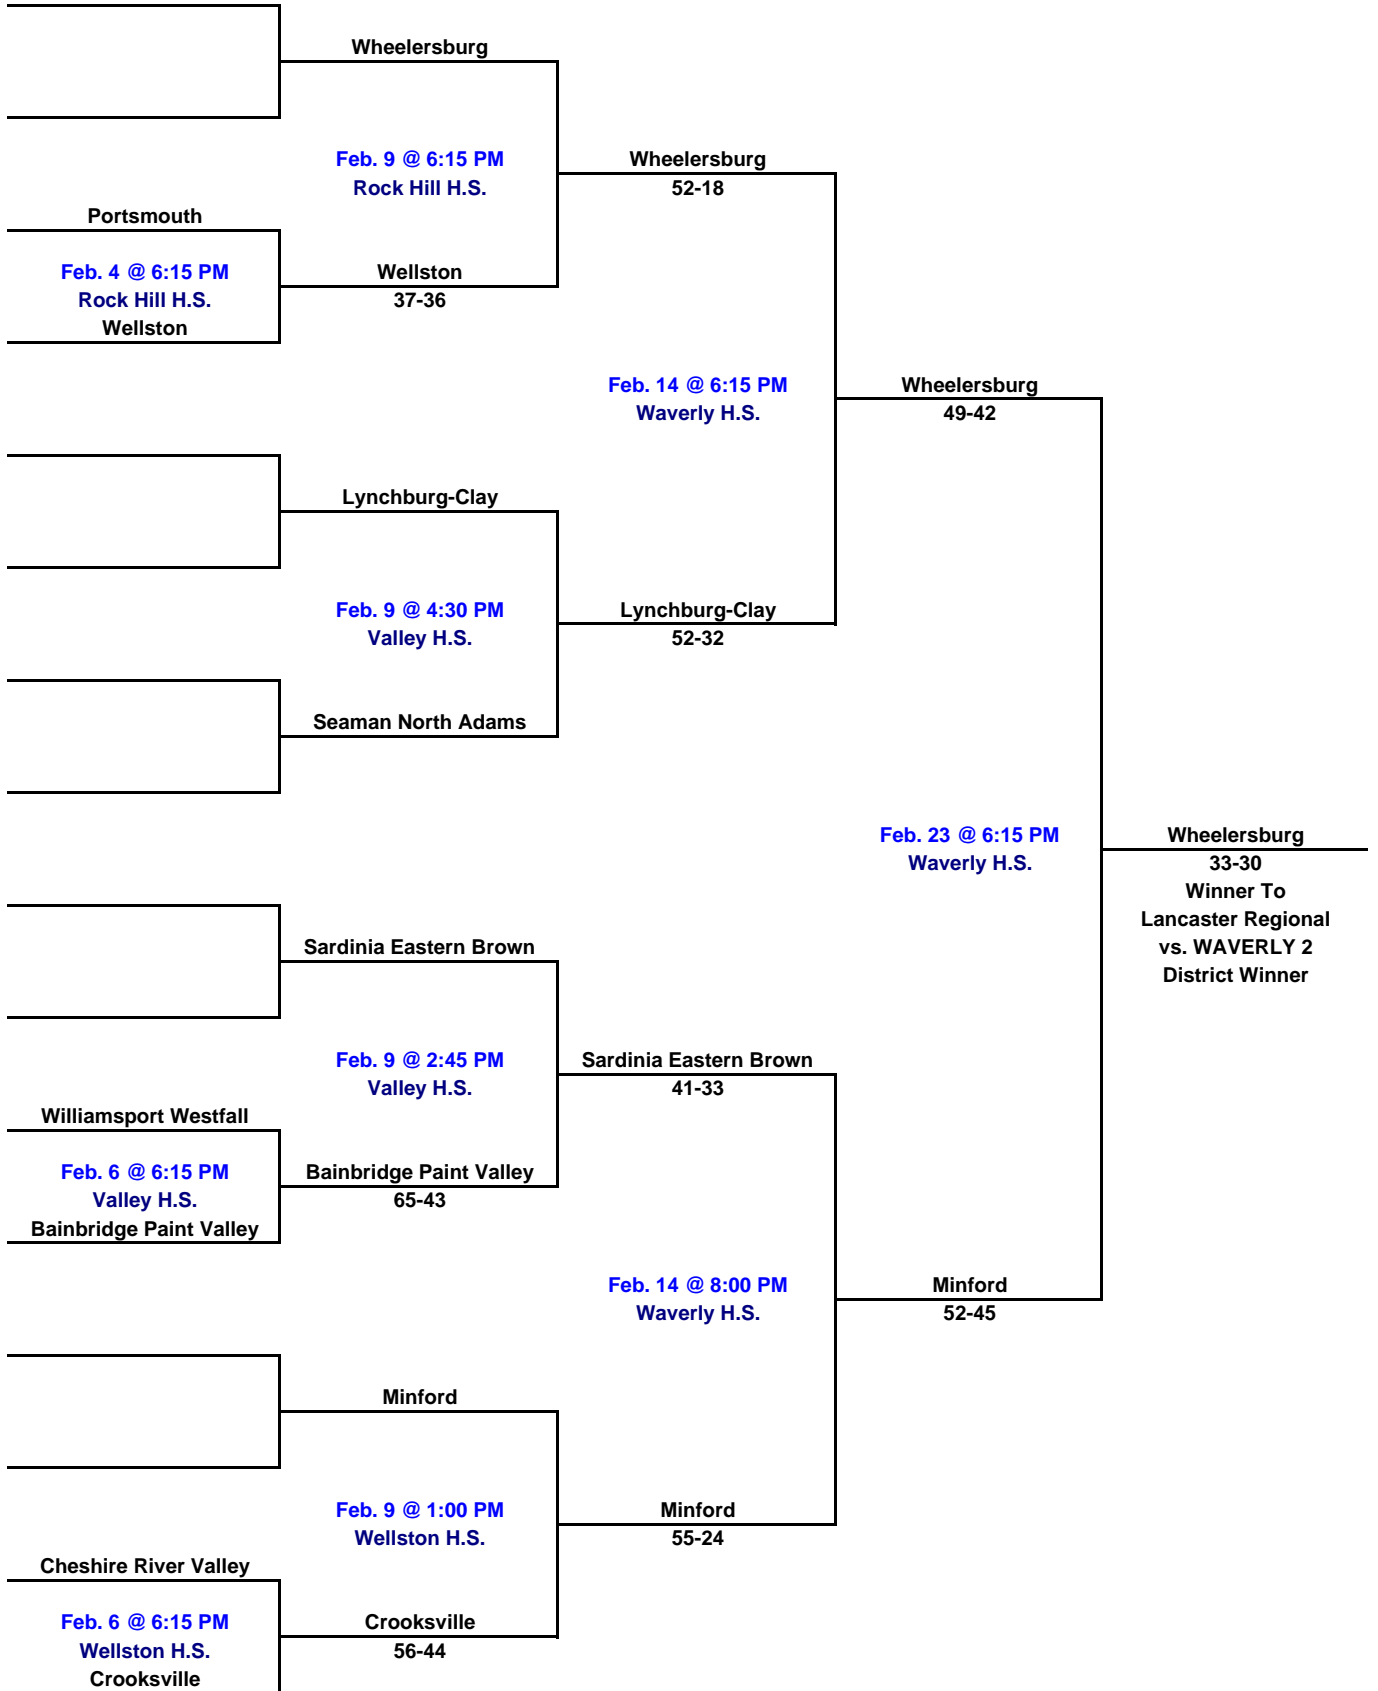 Wheelersburg
Feb. 9 @ 6:15 PM
Rock Hill H.S.
Wheelersburg
52-18
Portsmouth
Feb. 4 @ 6:15 PM
Rock Hill H.S.
Wellston
Wellston
37-36
Feb. 14 @ 6:15 PM
Waverly H.S.
Wheelersburg
49-42
Lynchburg-Clay
Feb. 9 @ 4:30 PM
Valley H.S.
Lynchburg-Clay
52-32
Seaman North Adams
Feb. 23 @ 6:15 PM
Waverly H.S.
Wheelersburg
33-30
Winner To
Lancaster Regional
vs. WAVERLY 2
District Winner
Sardinia Eastern Brown
Feb. 9 @ 2:45 PM
Valley H.S.
Sardinia Eastern Brown
41-33
Williamsport Westfall
Feb. 6 @ 6:15 PM
Valley H.S.
Bainbridge Paint Valley
Bainbridge Paint Valley
65-43
Feb. 14 @ 8:00 PM
Waverly H.S.
Minford
52-45
Minford
Feb. 9 @ 1:00 PM
Wellston H.S.
Minford
55-24
Cheshire River Valley
Feb. 6 @ 6:15 PM
Wellston H.S.
Crooksville
Crooksville
56-44